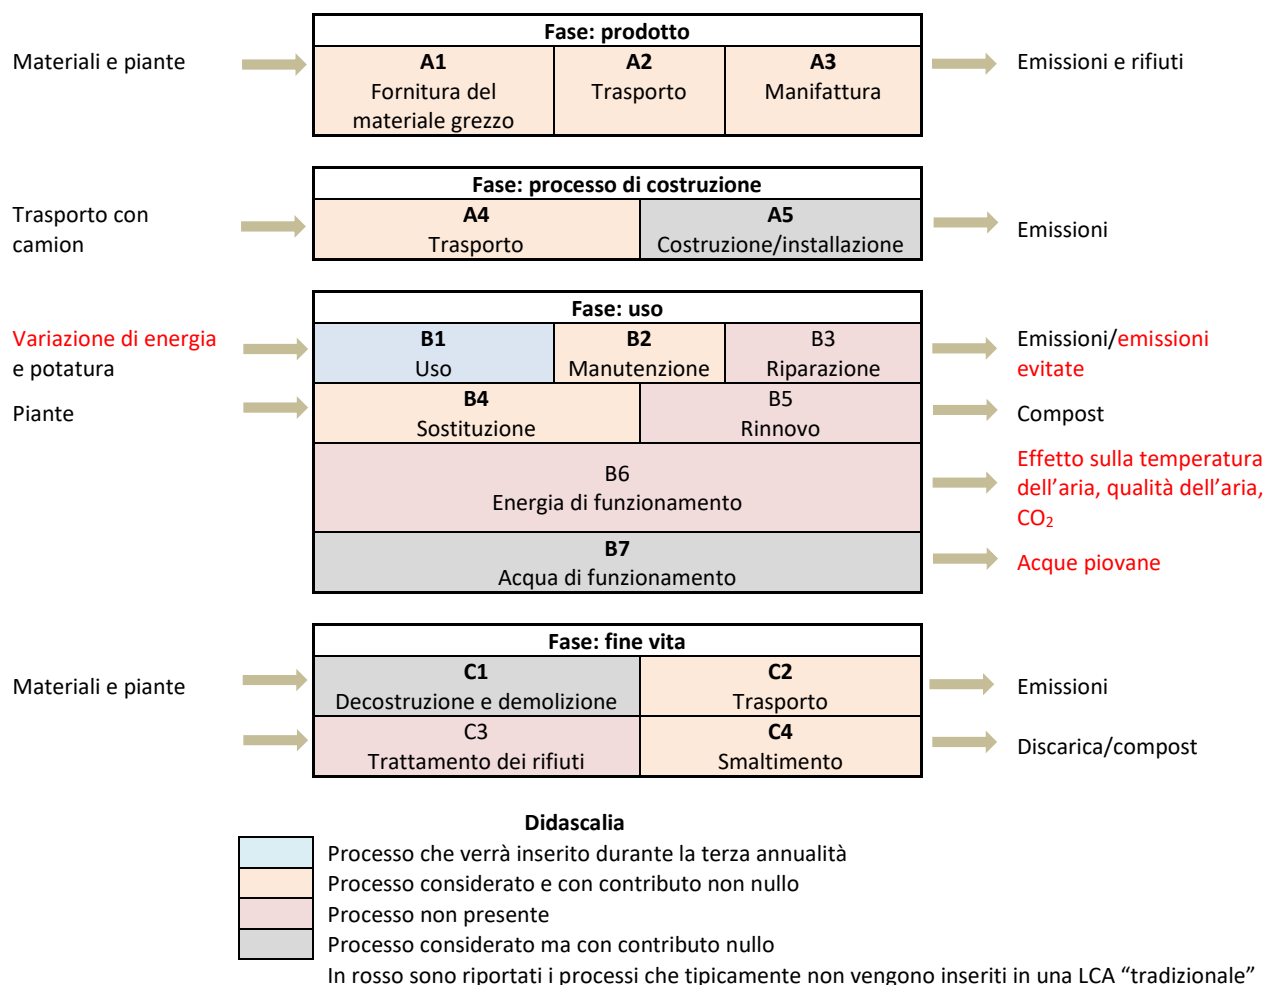 Fase: prodotto
Materiali e piante
A1
Fornitura del
materiale grezzo
A2
Trasporto
A3
Manifattura
Emissioni e rifiuti
Fase: processo di costruzione
Trasporto con
camion
A4
Trasporto
A5
Costruzione/installazione
Emissioni
Fase: uso
Variazione di energia
e potatura
B1
Uso
B2
Manutenzione
B3
Riparazione
Emissioni/emissioni
evitate
Piante
B4
Sostituzione
B5
Rinnovo
Compost
B6
Energia di funzionamento
Effetto sulla temperatura
dell’aria, qualità dell’aria,
CO₂
B7
Acqua di funzionamento
Acque piovane
Fase: fine vita
Materiali e piante
C1
Decostruzione e demolizione
C2
Trasporto
Emissioni
C3
Trattamento dei rifiuti
C4
Smaltimento
Discarica/compost
Didascalia
Processo che verrà inserito durante la terza annualità
Processo considerato e con contributo non nullo
Processo non presente
Processo considerato ma con contributo nullo
In rosso sono riportati i processi che tipicamente non vengono inseriti in una LCA “tradizionale”